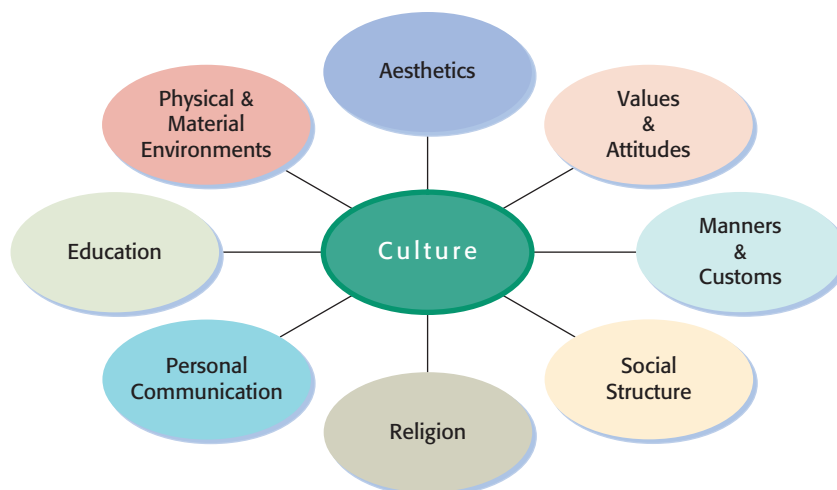 Aesthetics
Physical &
Material
Environments
Values
&
Attitudes
Education
Culture
Manners
&
Customs
Personal
Communication
Social
Structure
Religion